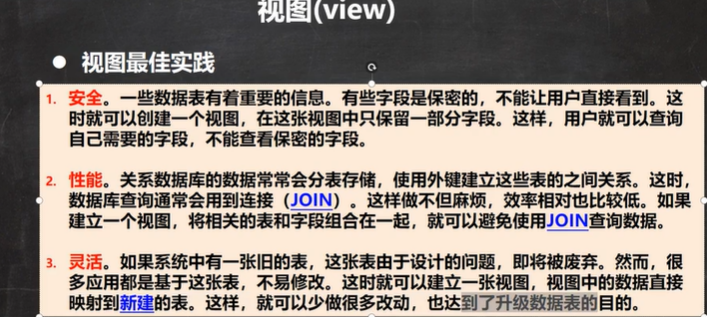 视图(view)
● 视图最佳实践
1. 安全。一些数据表有着重要的信息。有些字段是保密的，不能让用户直接看到。这
时就可以创建一个视图，在这张视图中只保留一部分字段。这样，用户就可以查询
自己需要的字段，不能查看保密的字段。
2. 性能。关系数据库的数据常常会分表存储，使用外键建立这些表的之间关系。这时，
数据库查询通常会用到连接（JOIN）。这样做不但麻烦，效率相对也比较低。如果
建立一个视图，将相关的表和字段组合在一起，就可以避免使用JOIN查询数据。
3. 灵活。如果系统中有一张旧的表，这张表由于设计的问题，即将被废弃。然而，很
多应用都是基于这张表，不易修改。这时就可以建立一张视图，视图中的数据直接
映射到新建的表。这样，就可以少做很多改动，也达到了升级数据表的目的。